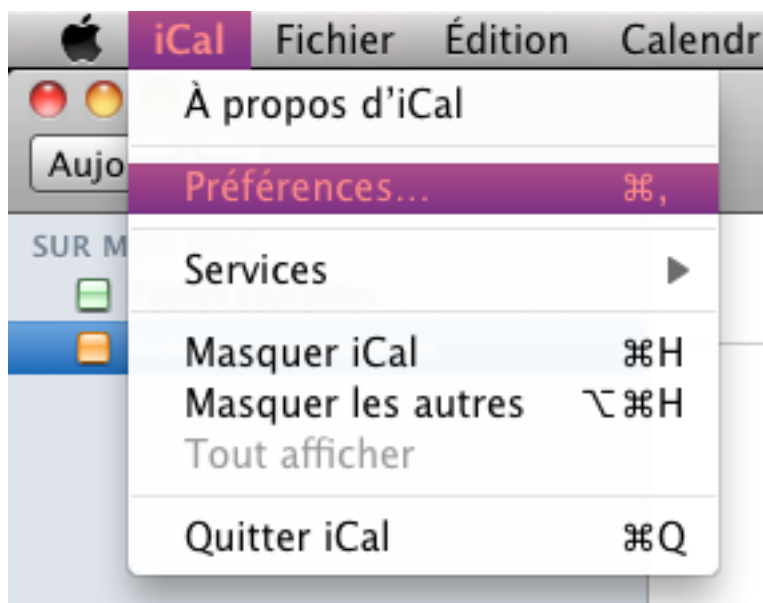 iCal Fichier Édition Calendr
À propos d’iCal
Aujo
Préférences... ⌘,
SUR M
Services
Masquer iCal ⌘H
Masquer les autres ⌥⌘H
Tout afficher
Quitter iCal ⌘Q